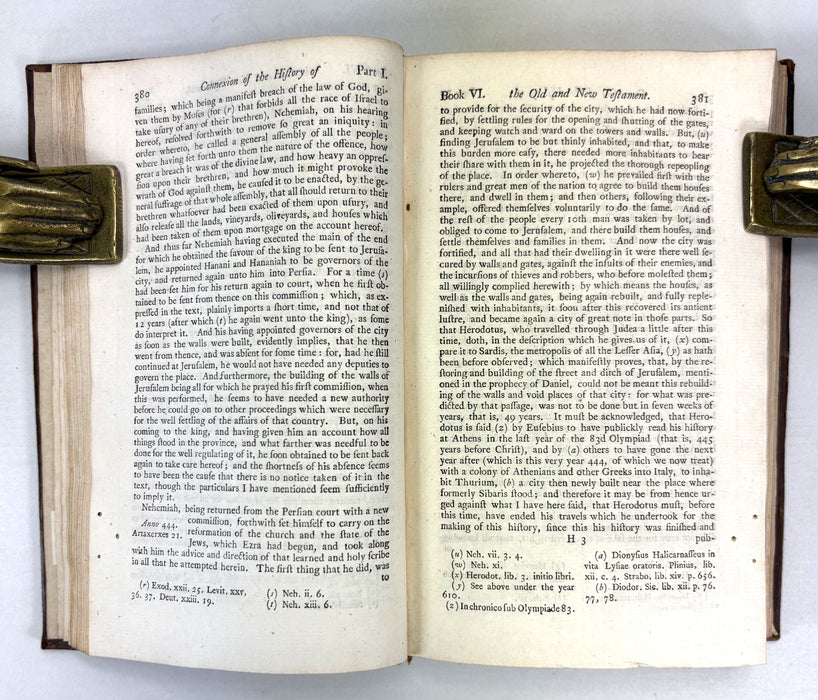 380 Connexion of the Hiſtory of Part I.
families; which being a manifeſt breach of the law of God, gi-
ven them by Moſes (for (r) that forbids all the race of Iſrael to
take uſury of any of their brethren), Nehemiah, on his hearing
hereof, reſolved forthwith to remove ſo great an iniquity: in
order whereto, he called a general aſſembly of all the people;
where having ſet forth unto them the nature of the offence, how
great a breach it was of the divine law, and how heavy an oppreſ-
ſion upon their brethren, and how much it might provoke the
wrath of God againſt them, he cauſed it to be enacted, by the ge-
neral ſuffrage of that whole aſſembly, that all ſhould return to their
brethren whatſoever had been exacted of them upon uſury, and
alſo releaſe all the lands, vineyards, oliveyards, and houſes which
had been taken of them upon mortgage on the account hereof.
And thus far Nehemiah having executed the main of the end
for which he obtained the favour of the king to be ſent to Jeruſa-
lem, he appointed Hanani and Hananiah to be governors of the
city, and returned again unto him into Perſia. For a time (s)
had been ſet him for his return again to court, when he firſt ob-
tained to be ſent from thence on this commiſſion; which, as ex-
preſſed in the text, plainly imports a ſhort time, and not that of
12 years (after which (t) he again went unto the king), as ſome
do interpret it. And his having appointed governors of the city
as ſoon as the walls were built, evidently implies, that he then
went from thence, and was abſent for ſome time: for, had he ſtill
continued at Jeruſalem, he would not have needed any deputies to
govern the place. And furthermore, the building of the walls of
Jeruſalem being all for which he prayed his firſt commiſſion, when
this was performed, he ſeems to have needed a new authority
before he could go on to other proceedings which were neceſſary
for the well ſettling of the affairs of that country. But, on his
coming to the king, and having given him an account how all
things ſtood in the province, and what farther was needful to be
done for the well regulating of it, he ſoon obtained to be ſent back
again to take care hereof; and the ſhortneſs of his abſence ſeems
to have been the cauſe that there is no notice taken of it in the
text, though the particulars I have mentioned ſeem ſufficiently
to imply it.
Nehemiah, being returned from the Perſian court with a new
Anno 444. commiſſion, forthwith ſet himſelf to carry on the
Artaxerxes 21. reformation of the church and the ſtate of the
Jews, which Ezra had begun, and took along
with him the advice and direction of that learned and holy ſcribe
in all that he attempted herein. The firſt thing that he did, was
to
(r) Exod. xxii. 25. Levit. xxv.
36. 37. Deut. xxiii. 19.
(s) Neh. ii. 6.
(t) Neh. xiii. 6.
Book VI. the Old and New Teſtament. 381
to provide for the ſecurity of the city, which he had now forti-
fied, by ſettling rules for the opening and ſhutting of the gates,
and keeping watch and ward on the towers and walls. But, (u)
finding Jeruſalem to be but thinly inhabited, and that, to make
this burden more eaſy, there needed more inhabitants to bear
their ſhare with them in it, he projected the thorough repeopling
of the place. In order whereto, (w) he prevailed firſt with the
rulers and great men of the nation to agree to build them houſes
there, and dwell in them; and then others, following their ex-
ample, offered themſelves voluntarily to do the ſame. And of
the reſt of the people every 10th man was taken by lot, and
obliged to come to Jeruſalem, and there build them houſes, and
ſettle themſelves and families in them. And now the city was
fortified, and all that had their dwelling in it were there well ſe-
cured by walls and gates, againſt the inſults of their enemies, and
the incurſions of thieves and robbers, who before moleſted them;
all willingly complied herewith; by which means the houſes, as
well as the walls and gates, being again rebuilt, and fully reple-
niſhed with inhabitants, it ſoon after this recovered its antient
luſtre, and became again a city of great note in thoſe parts. So
that Herodotus, who travelled through Judea a little after this
time, doth, in the deſcription which he gives us of it, (x) com-
pare it to Sardis, the metropolis of all the Leſſer Aſia, (y) as hath
been before obſerved; which manifeſtly proves, that, by the re-
ſtoring and building of the ſtreet and ditch of Jeruſalem, menti-
oned in the prophecy of Daniel, could not be meant this rebuild-
ing of the walls and void places of that city: for what was pre-
dicted by that paſſage, was not to be done but in ſeven weeks of
years, that is, 49 years. It muſt be acknowledged, that Hero-
dotus is ſaid (z) by Euſebius to have publickly read his hiſtory
at Athens in the laſt year of the 83d Olympiad (that is, 445
years before Chriſt), and by (a) others to have gone the next
year after (which is this very year 444, of which we now treat)
with a colony of Athenians and other Greeks into Italy, to inha-
bit Thurium, (b) a city then newly built near the place where
formerly Sibaris ſtood; and therefore it may be from hence ur-
ged againſt what I have here ſaid, that Herodotus muſt, before
this time, have ended his travels which he undertook for the
making of this hiſtory, ſince this his hiſtory was finiſhed and
H 3 pub-
(u) Neh. vii. 3. 4.
(w) Neh. xi.
(x) Herodot. lib. 3. initio libri.
(y) See above under the year
610.
(z) In chronico ſub Olympiade 83.
(a) Dionyſius Halicarnaſſeus in
vita Lyſiae oratoris. Plinius, lib.
xii. c. 4. Strabo, lib. xiv. p. 656.
(b) Diodor. Sic. lib. xii. p. 76.
77, 78.